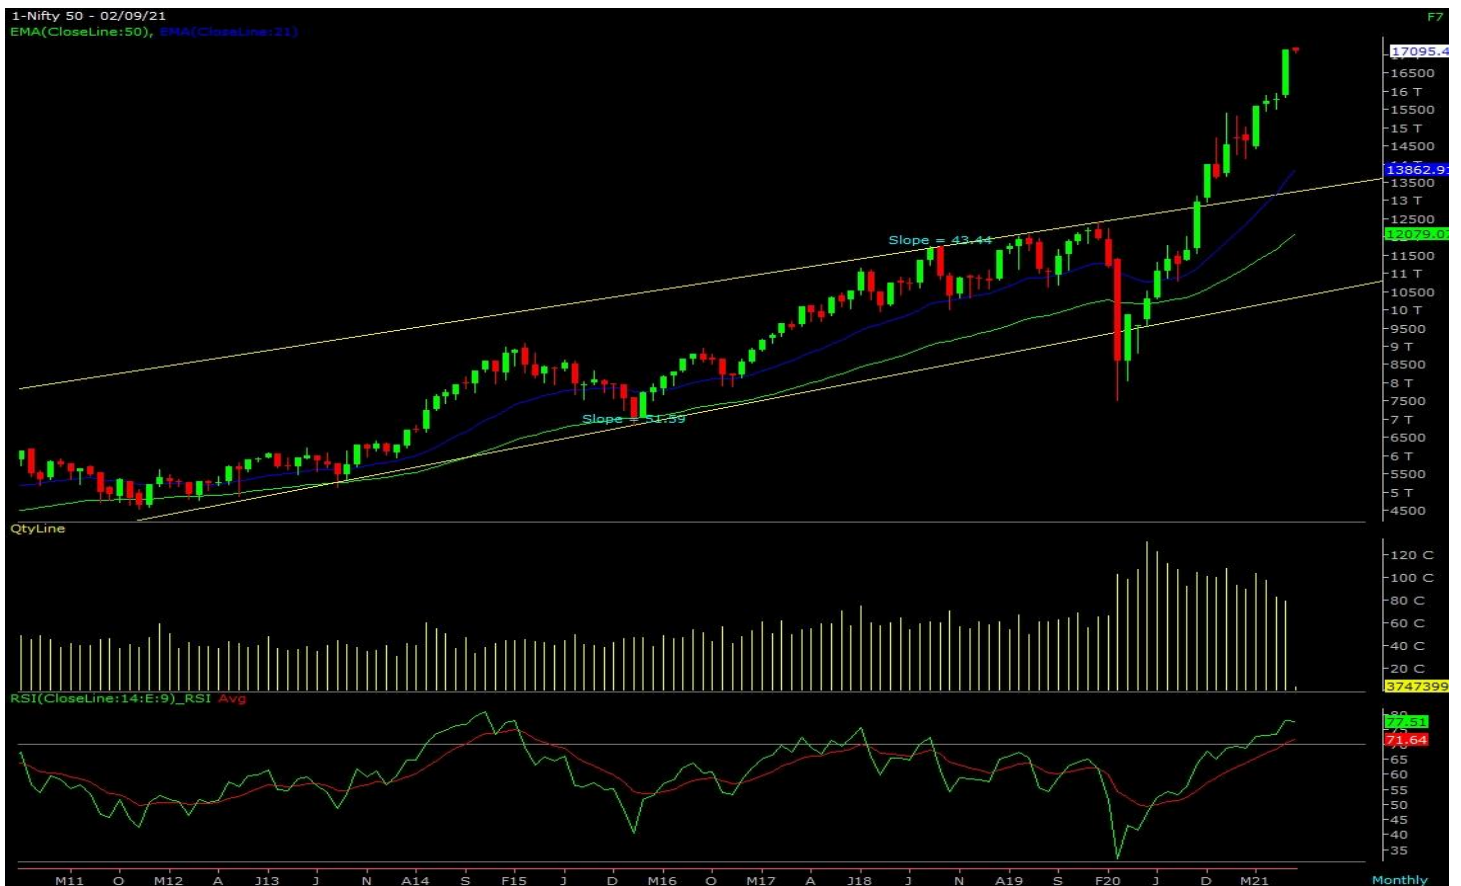 1-Nifty 50 - 02/09/21
F7
EMA(CloseLine:50), EMA(CloseLine:21)
17095.4
16500
16 T
15500
15 T
14500
13862.91
13500
13 T
12500
12079.07
11500
11 T
10500
10 T
9500
9 T
8500
8 T
7500
7 T
6500
6 T
5500
5 T
4500
Slope = 43.44
Slope = 51.59
QtyLine
120 C
100 C
80 C
60 C
40 C
20 C
3747399
RSI(CloseLine:14:E:9)_RSI Avg
80
77.51
71.64
65
60
55
50
45
40
35
M11 O M12 A J13 J N A14 S F15 J D M16 O M17 A J18 J N A19 S F20 J D M21
Monthly